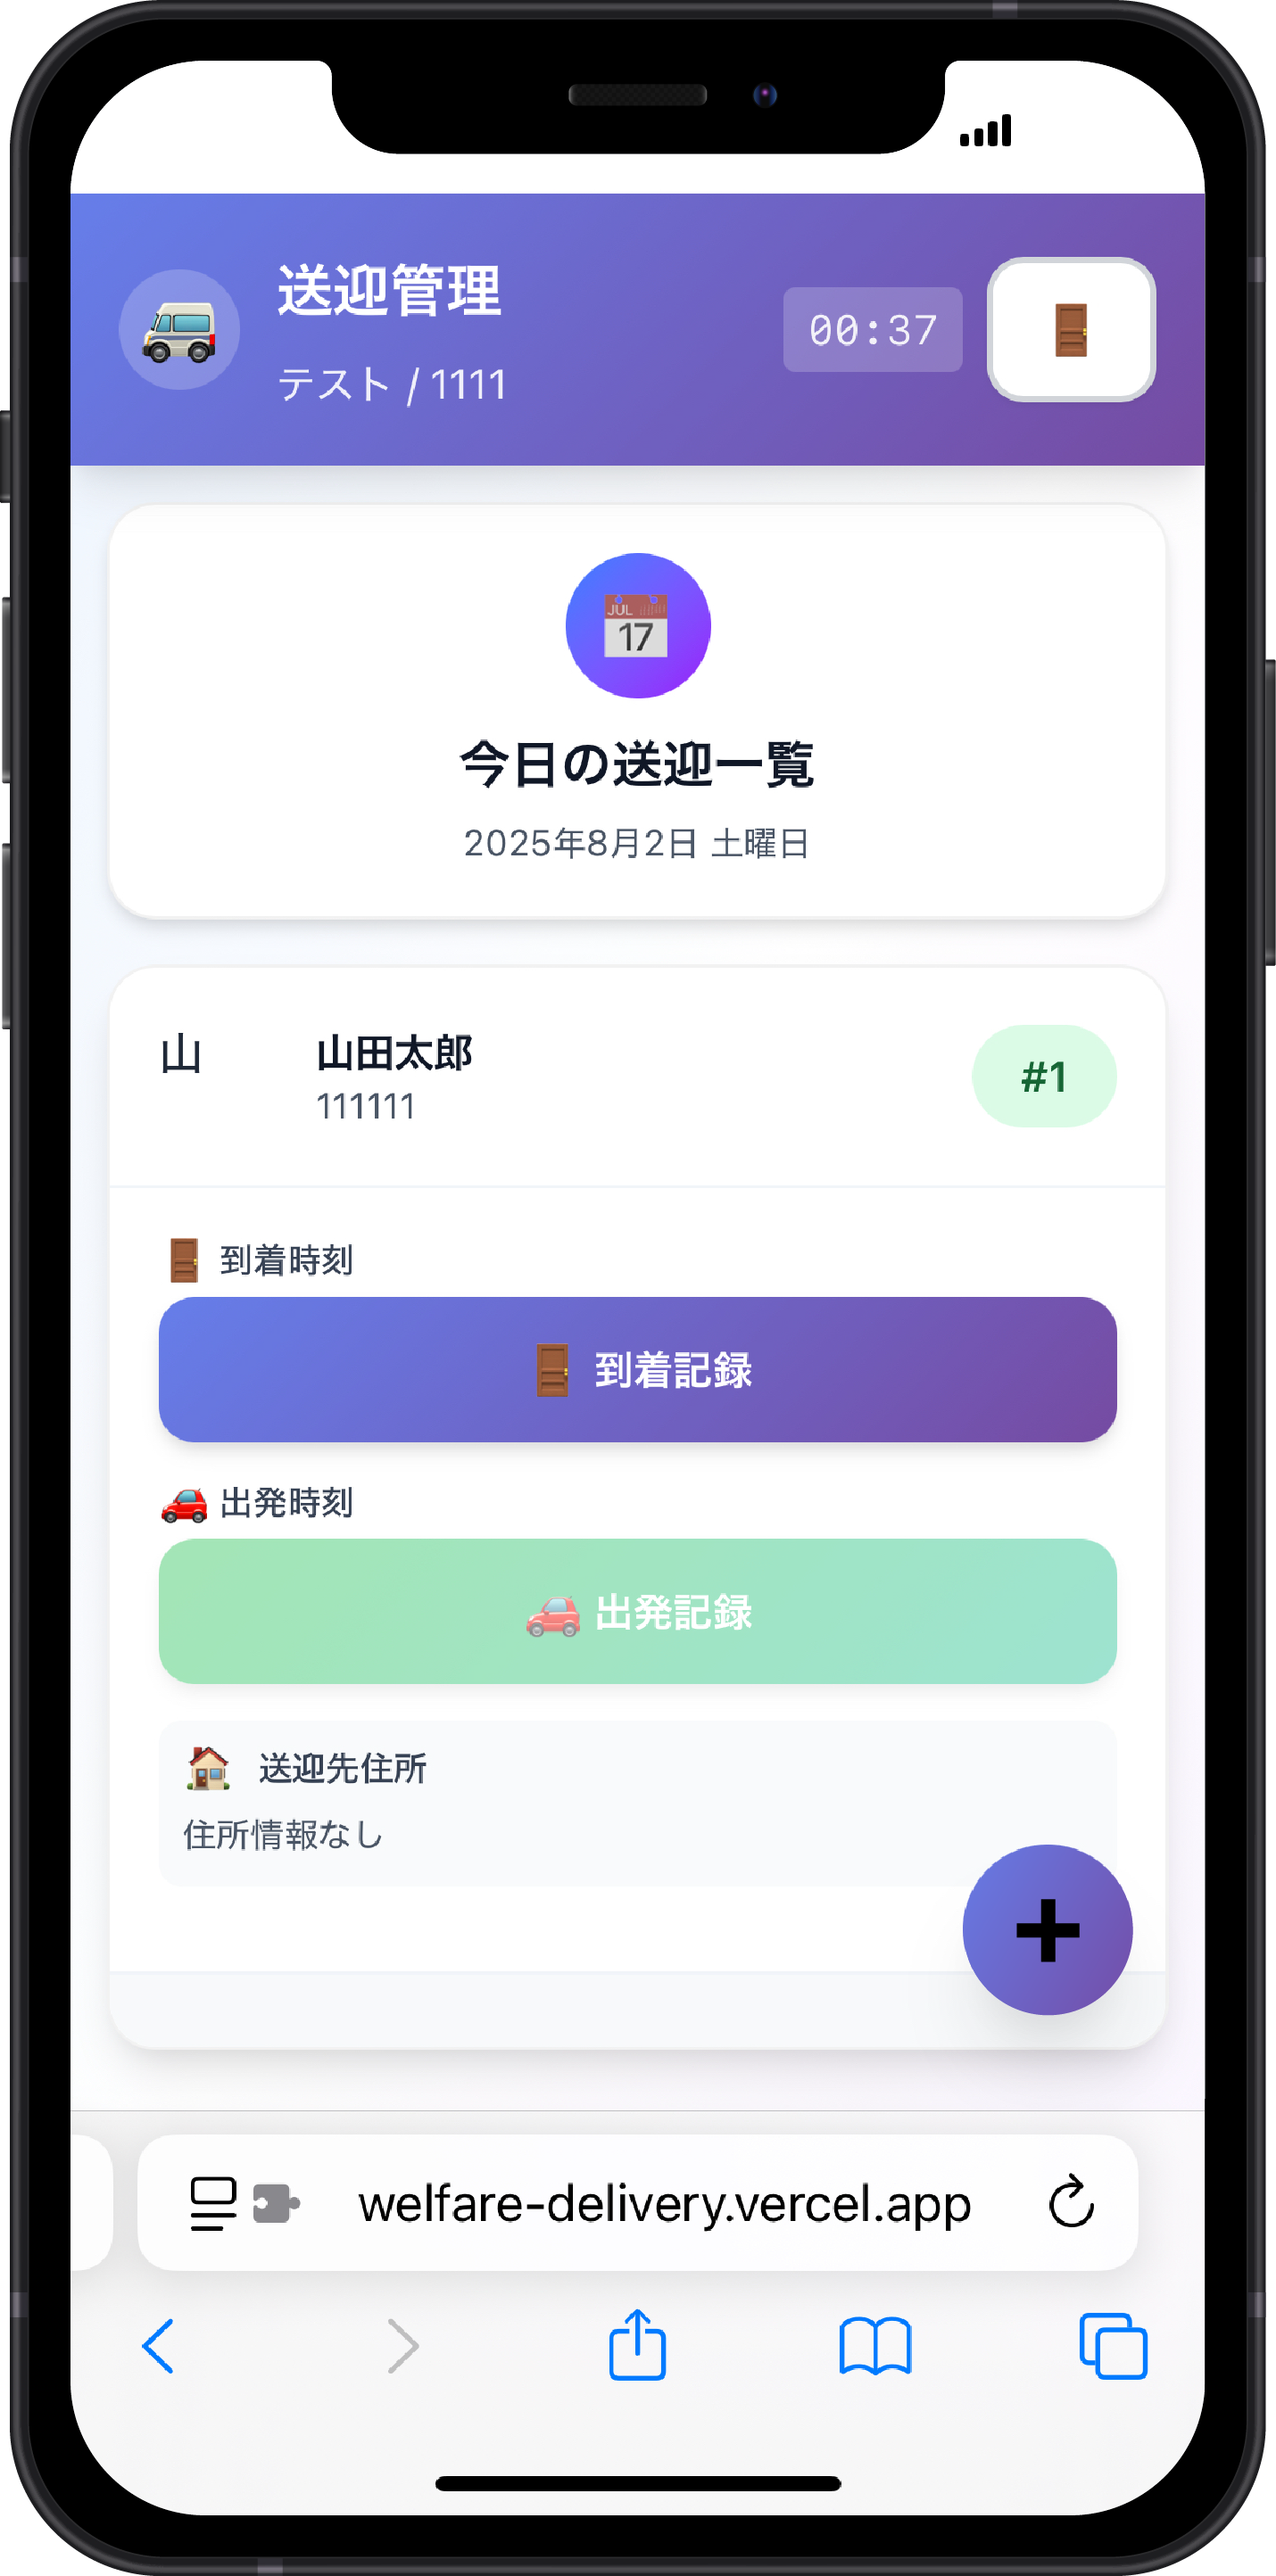 送迎管理
テスト / 1111
00:37
JUL
17
今日の送迎一覧
2025年8月2日 土曜日
山
山田太郎
111111
#1
到着時刻
到着記録
出発時刻
出発記録
送迎先住所
住所情報なし
+
welfare-delivery.vercel.app